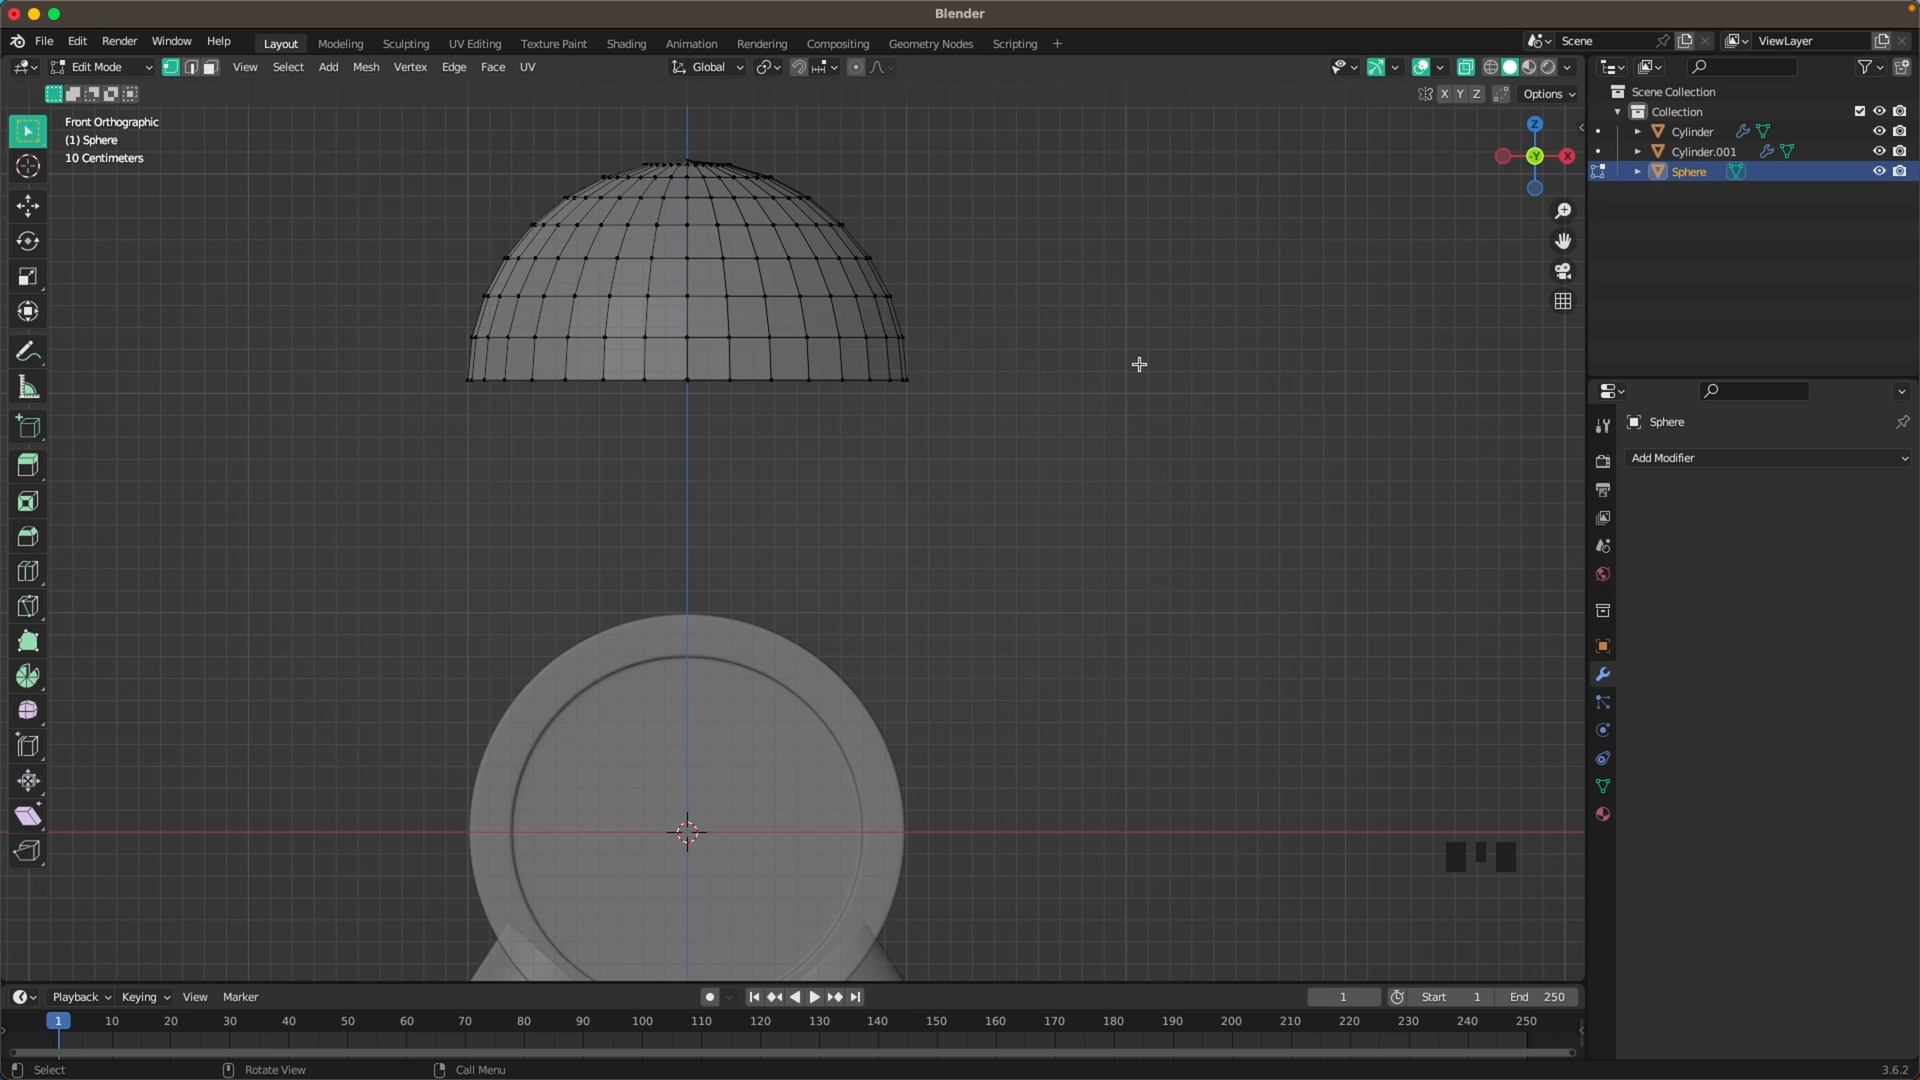 Blender
File Edit Render Window Help
Layout Modeling Sculpting UV Editing Texture Paint Shading Animation Rendering Compositing Geometry Nodes Scripting +
Scene
ViewLayer
Edit Mode
View Select Add Mesh Vertex Edge Face UV
Global
X Y Z
Options
Front Orthographic
(1) Sphere
10 Centimeters
Z
X
-Y
Scene Collection
Collection
Cylinder
Cylinder.001
Sphere
Sphere
Add Modifier
Playback Keying View Marker
1
Start 1
End 250
1 10 20 30 40 50 60 70 80 90 100 110 120 130 140 150 160 170 180 190 200 210 220 230 240 250
Select
Rotate View
Call Menu
3.6.2